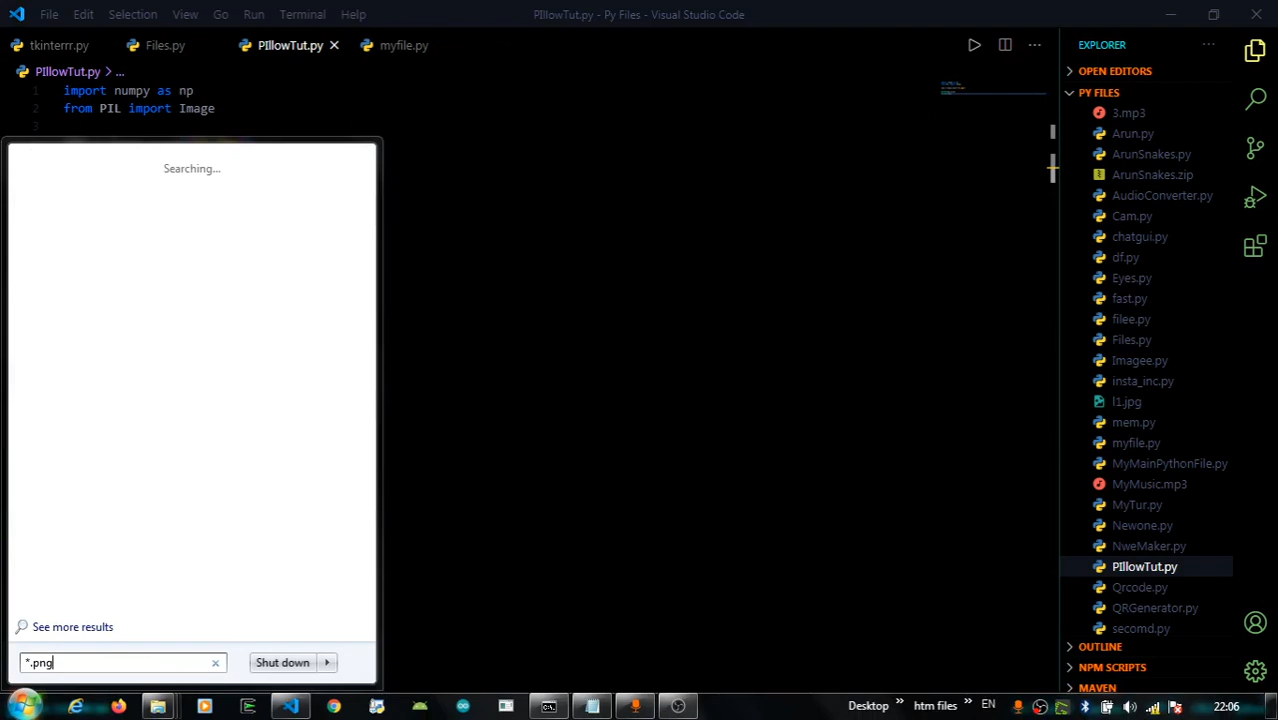 File Edit Selection View Go Run Terminal Help PIllowTut.py - Py Files - Visual Studio Code
tkinterrr.py Files.py PIllowTut.py myfile.py
PIllowTut.py > ...
1 import numpy as np
2 from PIL import Image
3
Searching...
See more results
*.png
Shut down
EXPLORER
OPEN EDITORS
PY FILES
3.mp3
Arun.py
ArunSnakes.py
ArunSnakes.zip
AudioConverter.py
Cam.py
chatgui.py
df.py
Eyes.py
fast.py
filee.py
Files.py
Imagee.py
insta_inc.py
l1.jpg
mem.py
myfile.py
MyMainPythonFile.py
MyMusic.mp3
MyTur.py
Newone.py
NweMaker.py
PIllowTut.py
Qrcode.py
QRGenerator.py
secomd.py
OUTLINE
NPM SCRIPTS
MAVEN
Desktop » htm files » EN 22:06